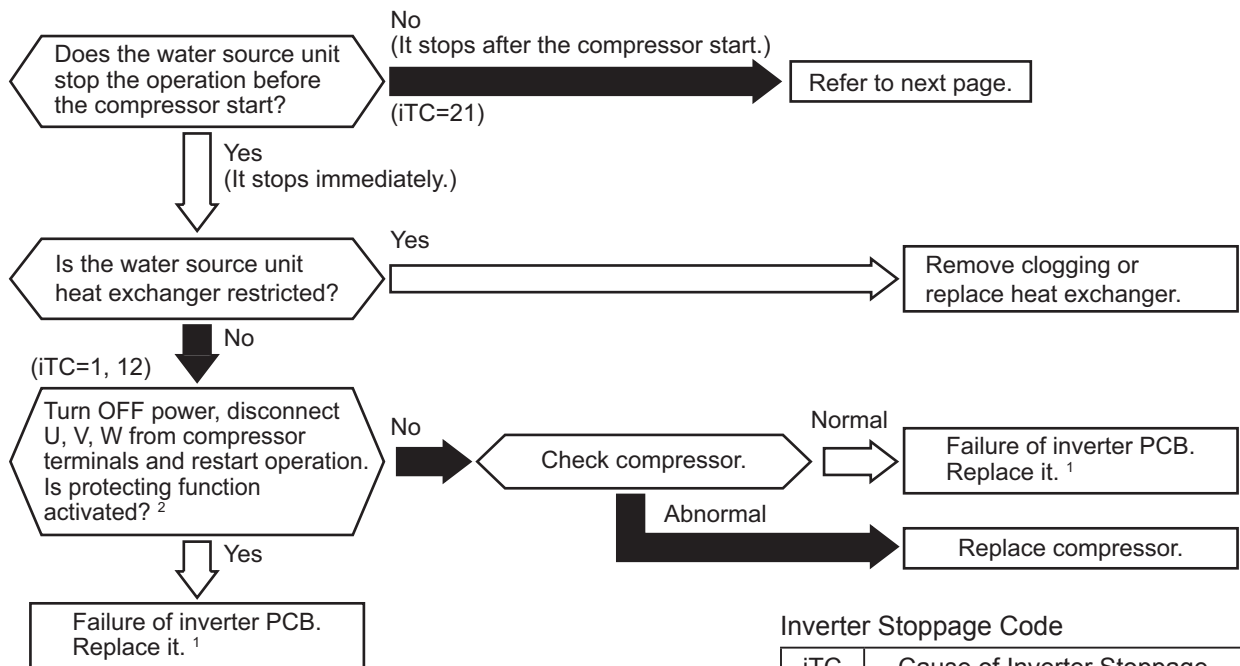 No
(It stops after the compressor start.)
Does the water source unit
stop the operation before
the compressor start?
Refer to next page.
(iTC=21)
Yes
(It stops immediately.)
Yes
Is the water source unit
heat exchanger restricted?
Remove clogging or
replace heat exchanger.
No
(iTC=1, 12)
Turn OFF power, disconnect
U, V, W from compressor
terminals and restart operation.
Is protecting function
activated? 2
No
Check compressor.
Normal
Failure of inverter PCB.
Replace it. 1
Abnormal
Replace compressor.
Yes
Failure of inverter PCB.
Replace it. 1
Inverter Stoppage Code
iTC Cause of Inverter Stoppage